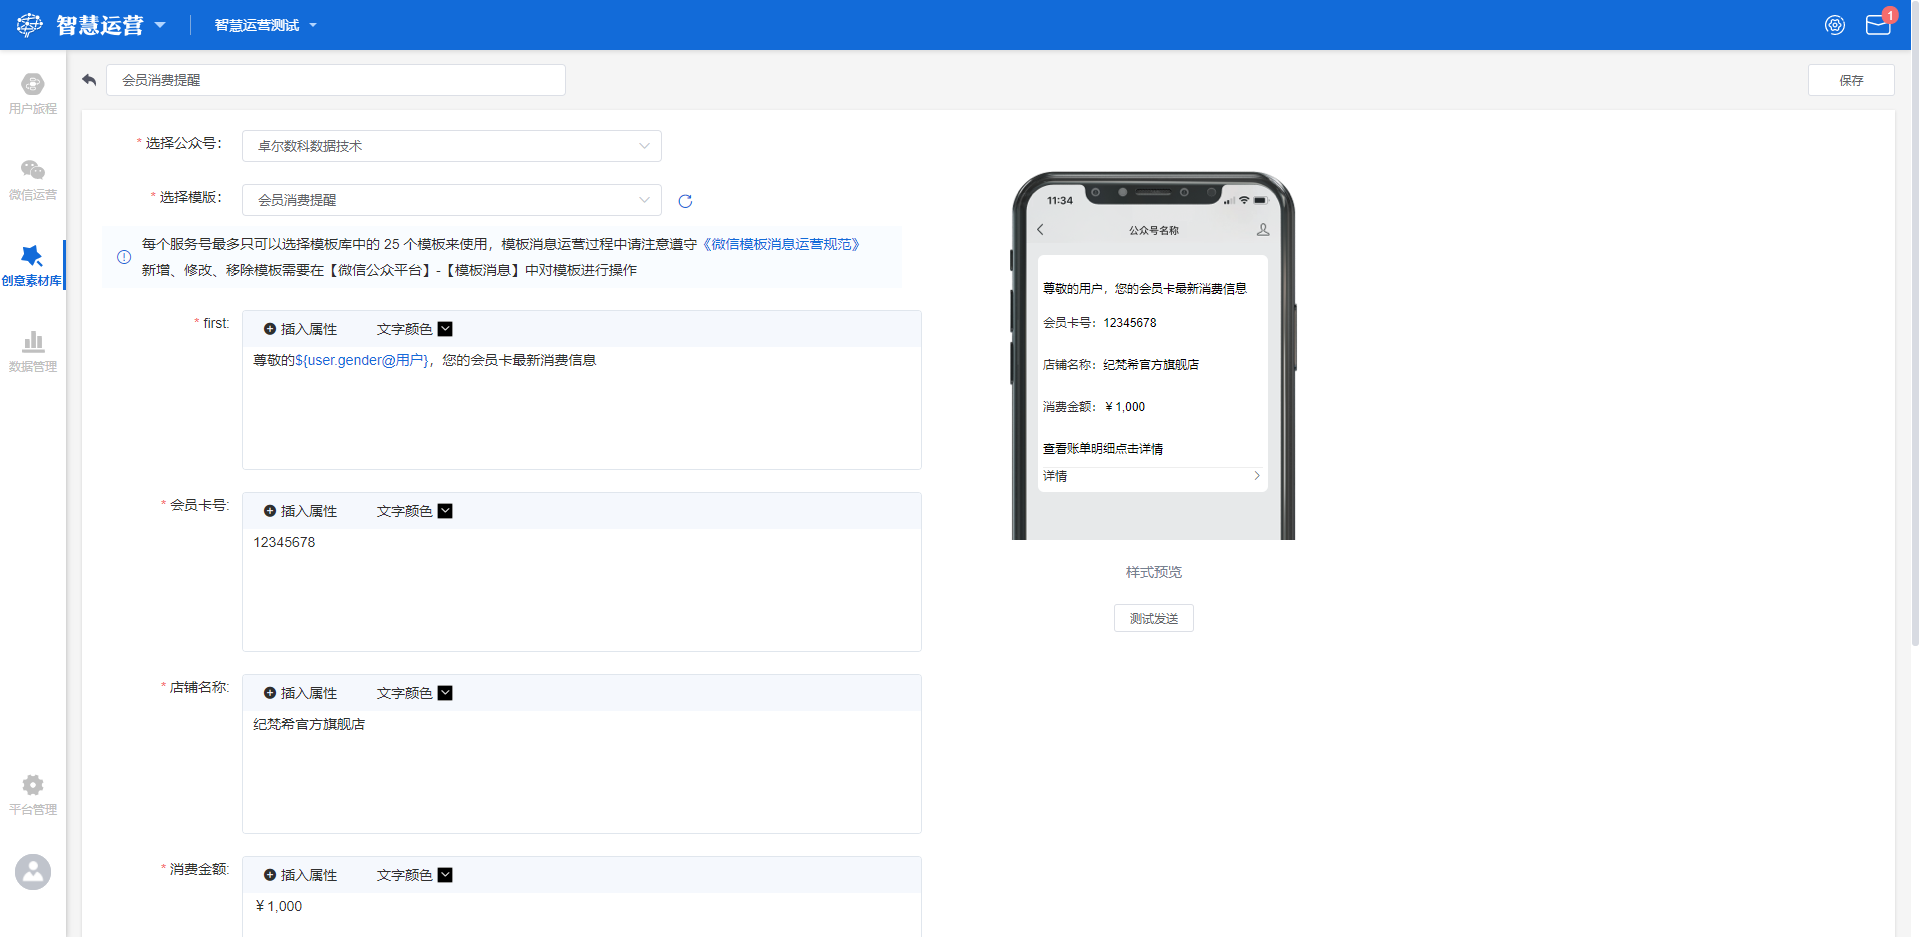 智慧运营
智慧运营测试
1
会员消费提醒
保存
用户旅程
微信运营
创意素材库
数据管理
平台管理
* 选择公众号：
卓尔数科数据技术
* 选择模版：
会员消费提醒
每个服务号最多只可以选择模板库中的 25 个模板来使用，模板消息运营过程中请注意遵守《微信模板消息运营规范》
新增、修改、移除模板需要在【微信公众平台】-【模板消息】中对模板进行操作
* first:
插入属性 文字颜色
尊敬的${user.gender@用户}，您的会员卡最新消费信息
* 会员卡号:
插入属性 文字颜色
12345678
* 店铺名称:
插入属性 文字颜色
纪梵希官方旗舰店
* 消费金额:
插入属性 文字颜色
￥1,000
11:34
公众号名称
尊敬的用户，您的会员卡最新消费信息
会员卡号：12345678
店铺名称：纪梵希官方旗舰店
消费金额：￥1,000
查看账单明细点击详情
详情
样式预览
测试发送